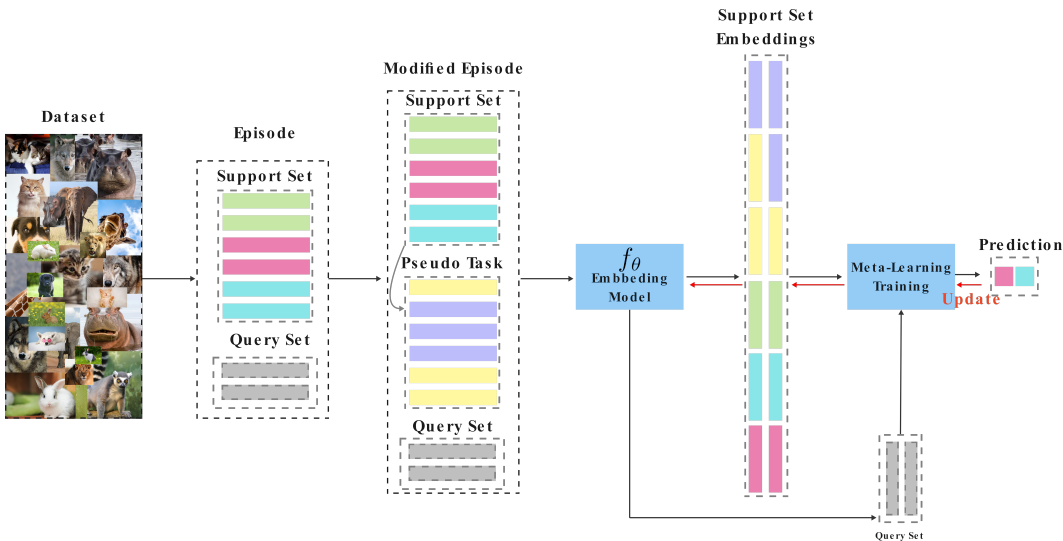 Dataset
Episode
Support Set
Query Set
Modified Episode
Support Set
Pseudo Task
Query Set
fθ
Embbeding
Model
Support Set
Embeddings
Meta-Learning
Training
Prediction
Update
Query Set